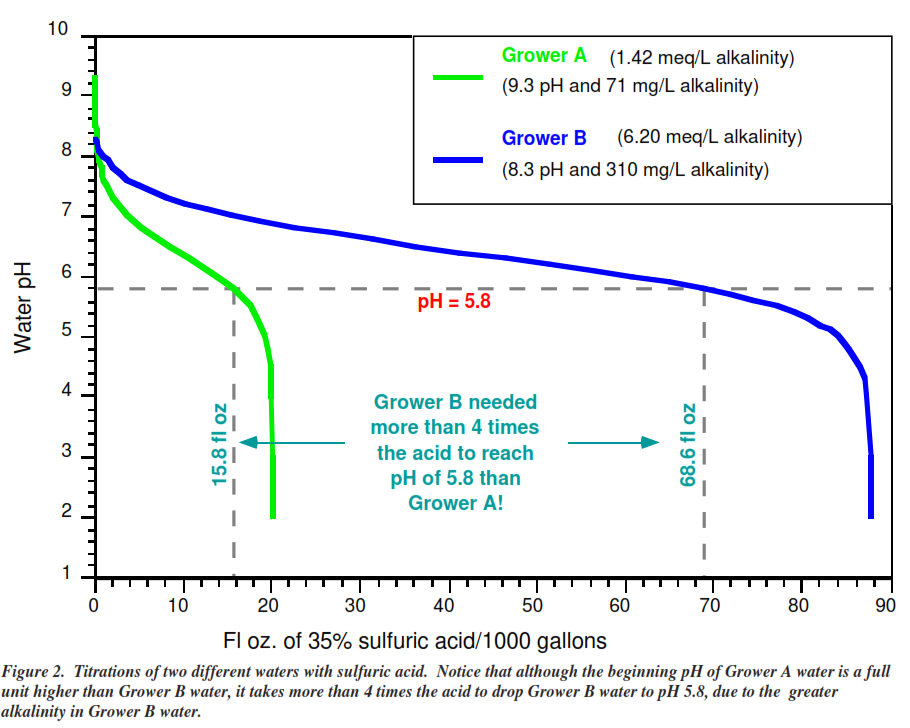 10
9
8
7
6
5
4
3
2
1
Water pH
Grower A (1.42 meq/L alkalinity)
(9.3 pH and 71 mg/L alkalinity)
Grower B (6.20 meq/L alkalinity)
(8.3 pH and 310 mg/L alkalinity)
pH = 5.8
15.8 fl oz
Grower B needed
more than 4 times
the acid to reach
pH of 5.8 than
Grower A!
68.6 fl oz
0 10 20 30 40 50 60 70 80 90
Fl oz. of 35% sulfuric acid/1000 gallons
Figure 2. Titrations of two different waters with sulfuric acid. Notice that although the beginning pH of Grower A water is a full
unit higher than Grower B water, it takes more than 4 times the acid to drop Grower B water to pH 5.8, due to the greater
alkalinity in Grower B water.